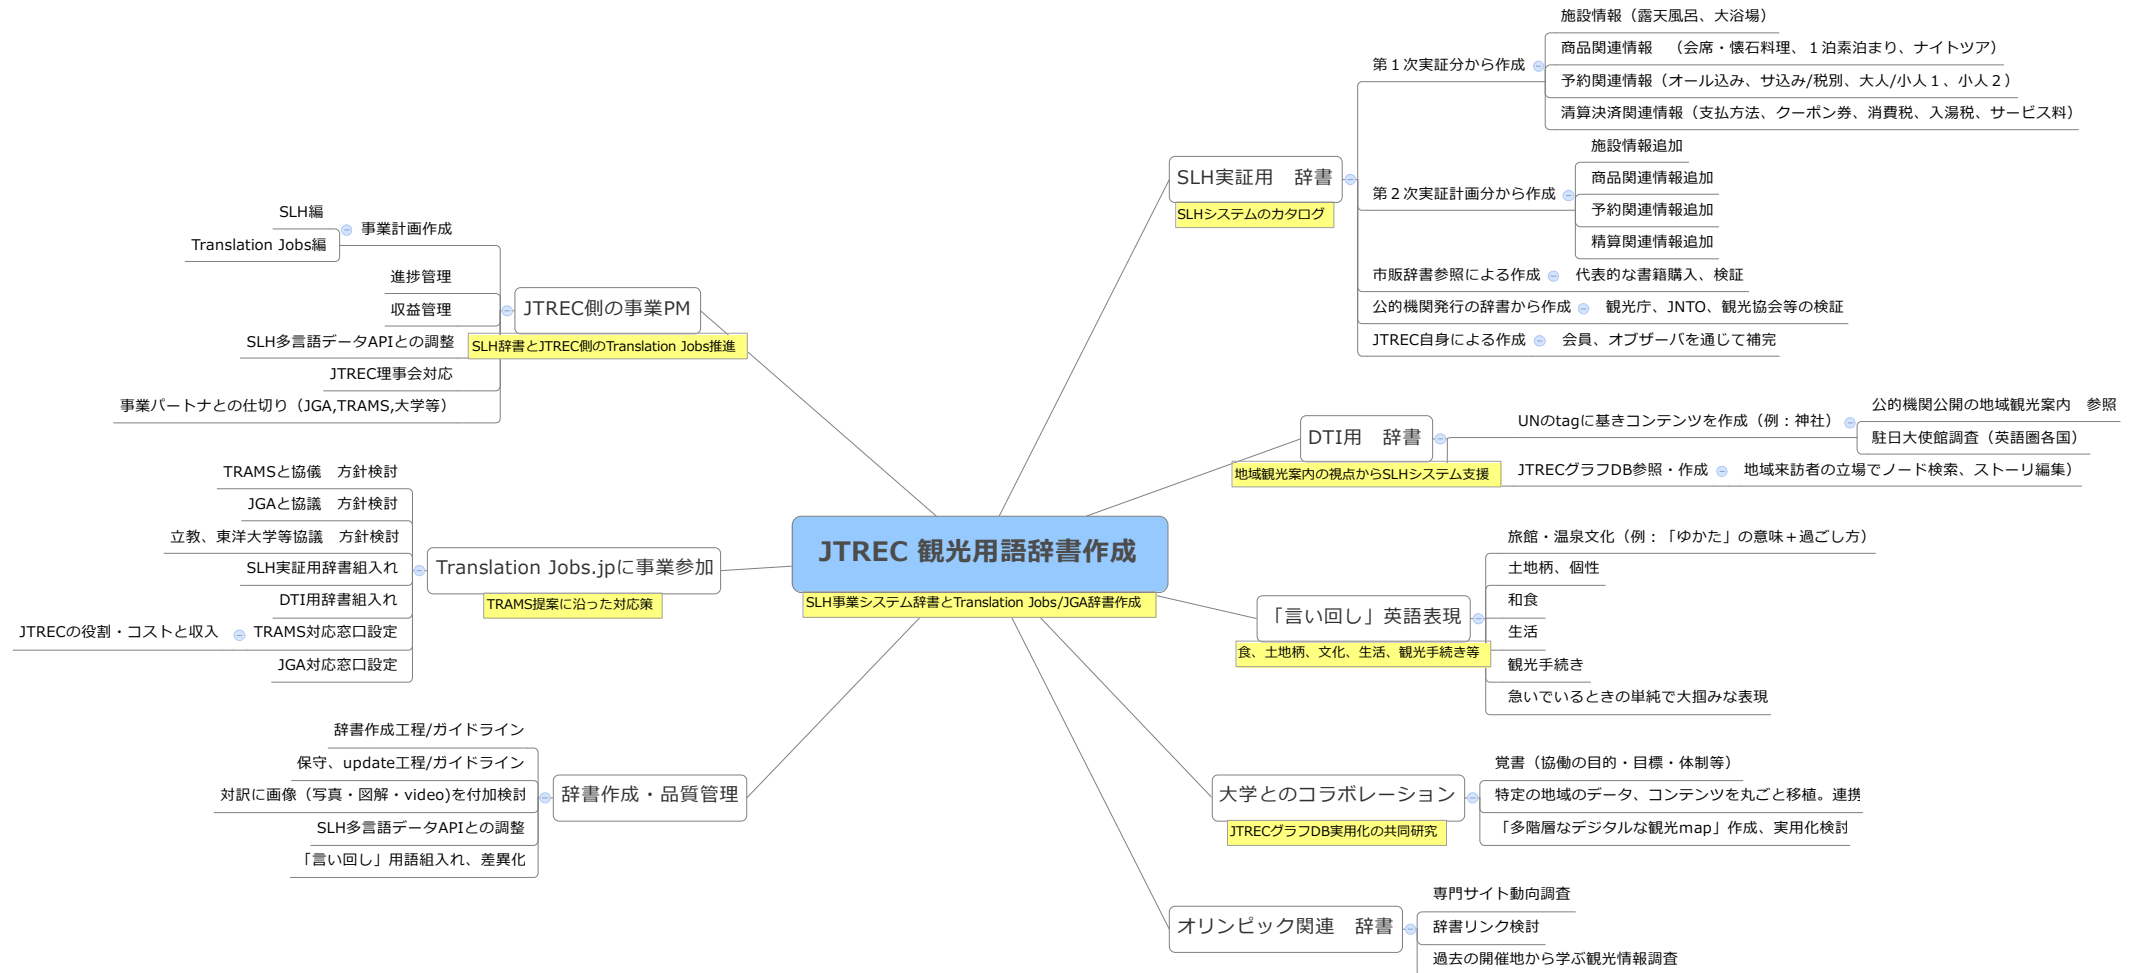 JTREC 観光用語辞書作成
SLH事業システム辞書とTranslation Jobs/JGA辞書作成
SLH実証用　辞書
SLHシステムのカタログ
第１次実証分から作成
施設情報（露天風呂、大浴場）
商品関連情報　（会席・懐石料理、１泊素泊まり、ナイトツア）
予約関連情報（オール込み、サ込み/税別、大人/小人１、小人２）
清算決済関連情報（支払方法、クーポン券、消費税、入湯税、サービス料）
第２次実証計画分から作成
施設情報追加
商品関連情報追加
予約関連情報追加
精算関連情報追加
市販辞書参照による作成
代表的な書籍購入、検証
公的機関発行の辞書から作成
観光庁、JNTO、観光協会等の検証
JTREC自身による作成
会員、オブザーバを通じて補完
DTI用　辞書
地域観光案内の視点からSLHシステム支援
UNのtagに基きコンテンツを作成（例：神社）
公的機関公開の地域観光案内　参照
駐日大使館調査（英語圏各国）
JTRECグラフDB参照・作成
地域来訪者の立場でノード検索、ストーリ編集）
「言い回し」英語表現
食、土地柄、文化、生活、観光手続き等
旅館・温泉文化（例：「ゆかた」の意味＋過ごし方）
土地柄、個性
和食
生活
観光手続き
急いでいるときの単純で大掴みな表現
大学とのコラボレーション
JTRECグラフDB実用化の共同研究
覚書（協働の目的・目標・体制等）
特定の地域のデータ、コンテンツを丸ごと移植。連携
「多階層なデジタルな観光map」作成、実用化検討
オリンピック関連　辞書
専門サイト動向調査
辞書リンク検討
過去の開催地から学ぶ観光情報調査
JTREC側の事業PM
SLH辞書とJTREC側のTranslation Jobs推進
事業計画作成
SLH編
Translation Jobs編
進捗管理
収益管理
SLH多言語データAPIとの調整
JTREC理事会対応
事業パートナとの仕切り（JGA,TRAMS,大学等）
Translation Jobs.jpに事業参加
TRAMS提案に沿った対応策
TRAMSと協儀　方針検討
JGAと協議　方針検討
立教、東洋大学等協議　方針検討
SLH実証用辞書組入れ
DTI用辞書組入れ
TRAMS対応窓口設定
JTRECの役割・コストと収入
JGA対応窓口設定
辞書作成・品質管理
辞書作成工程/ガイドライン
保守、update工程/ガイドライン
対訳に画像（写真・図解・video)を付加検討
SLH多言語データAPIとの調整
「言い回し」用語組入れ、差異化